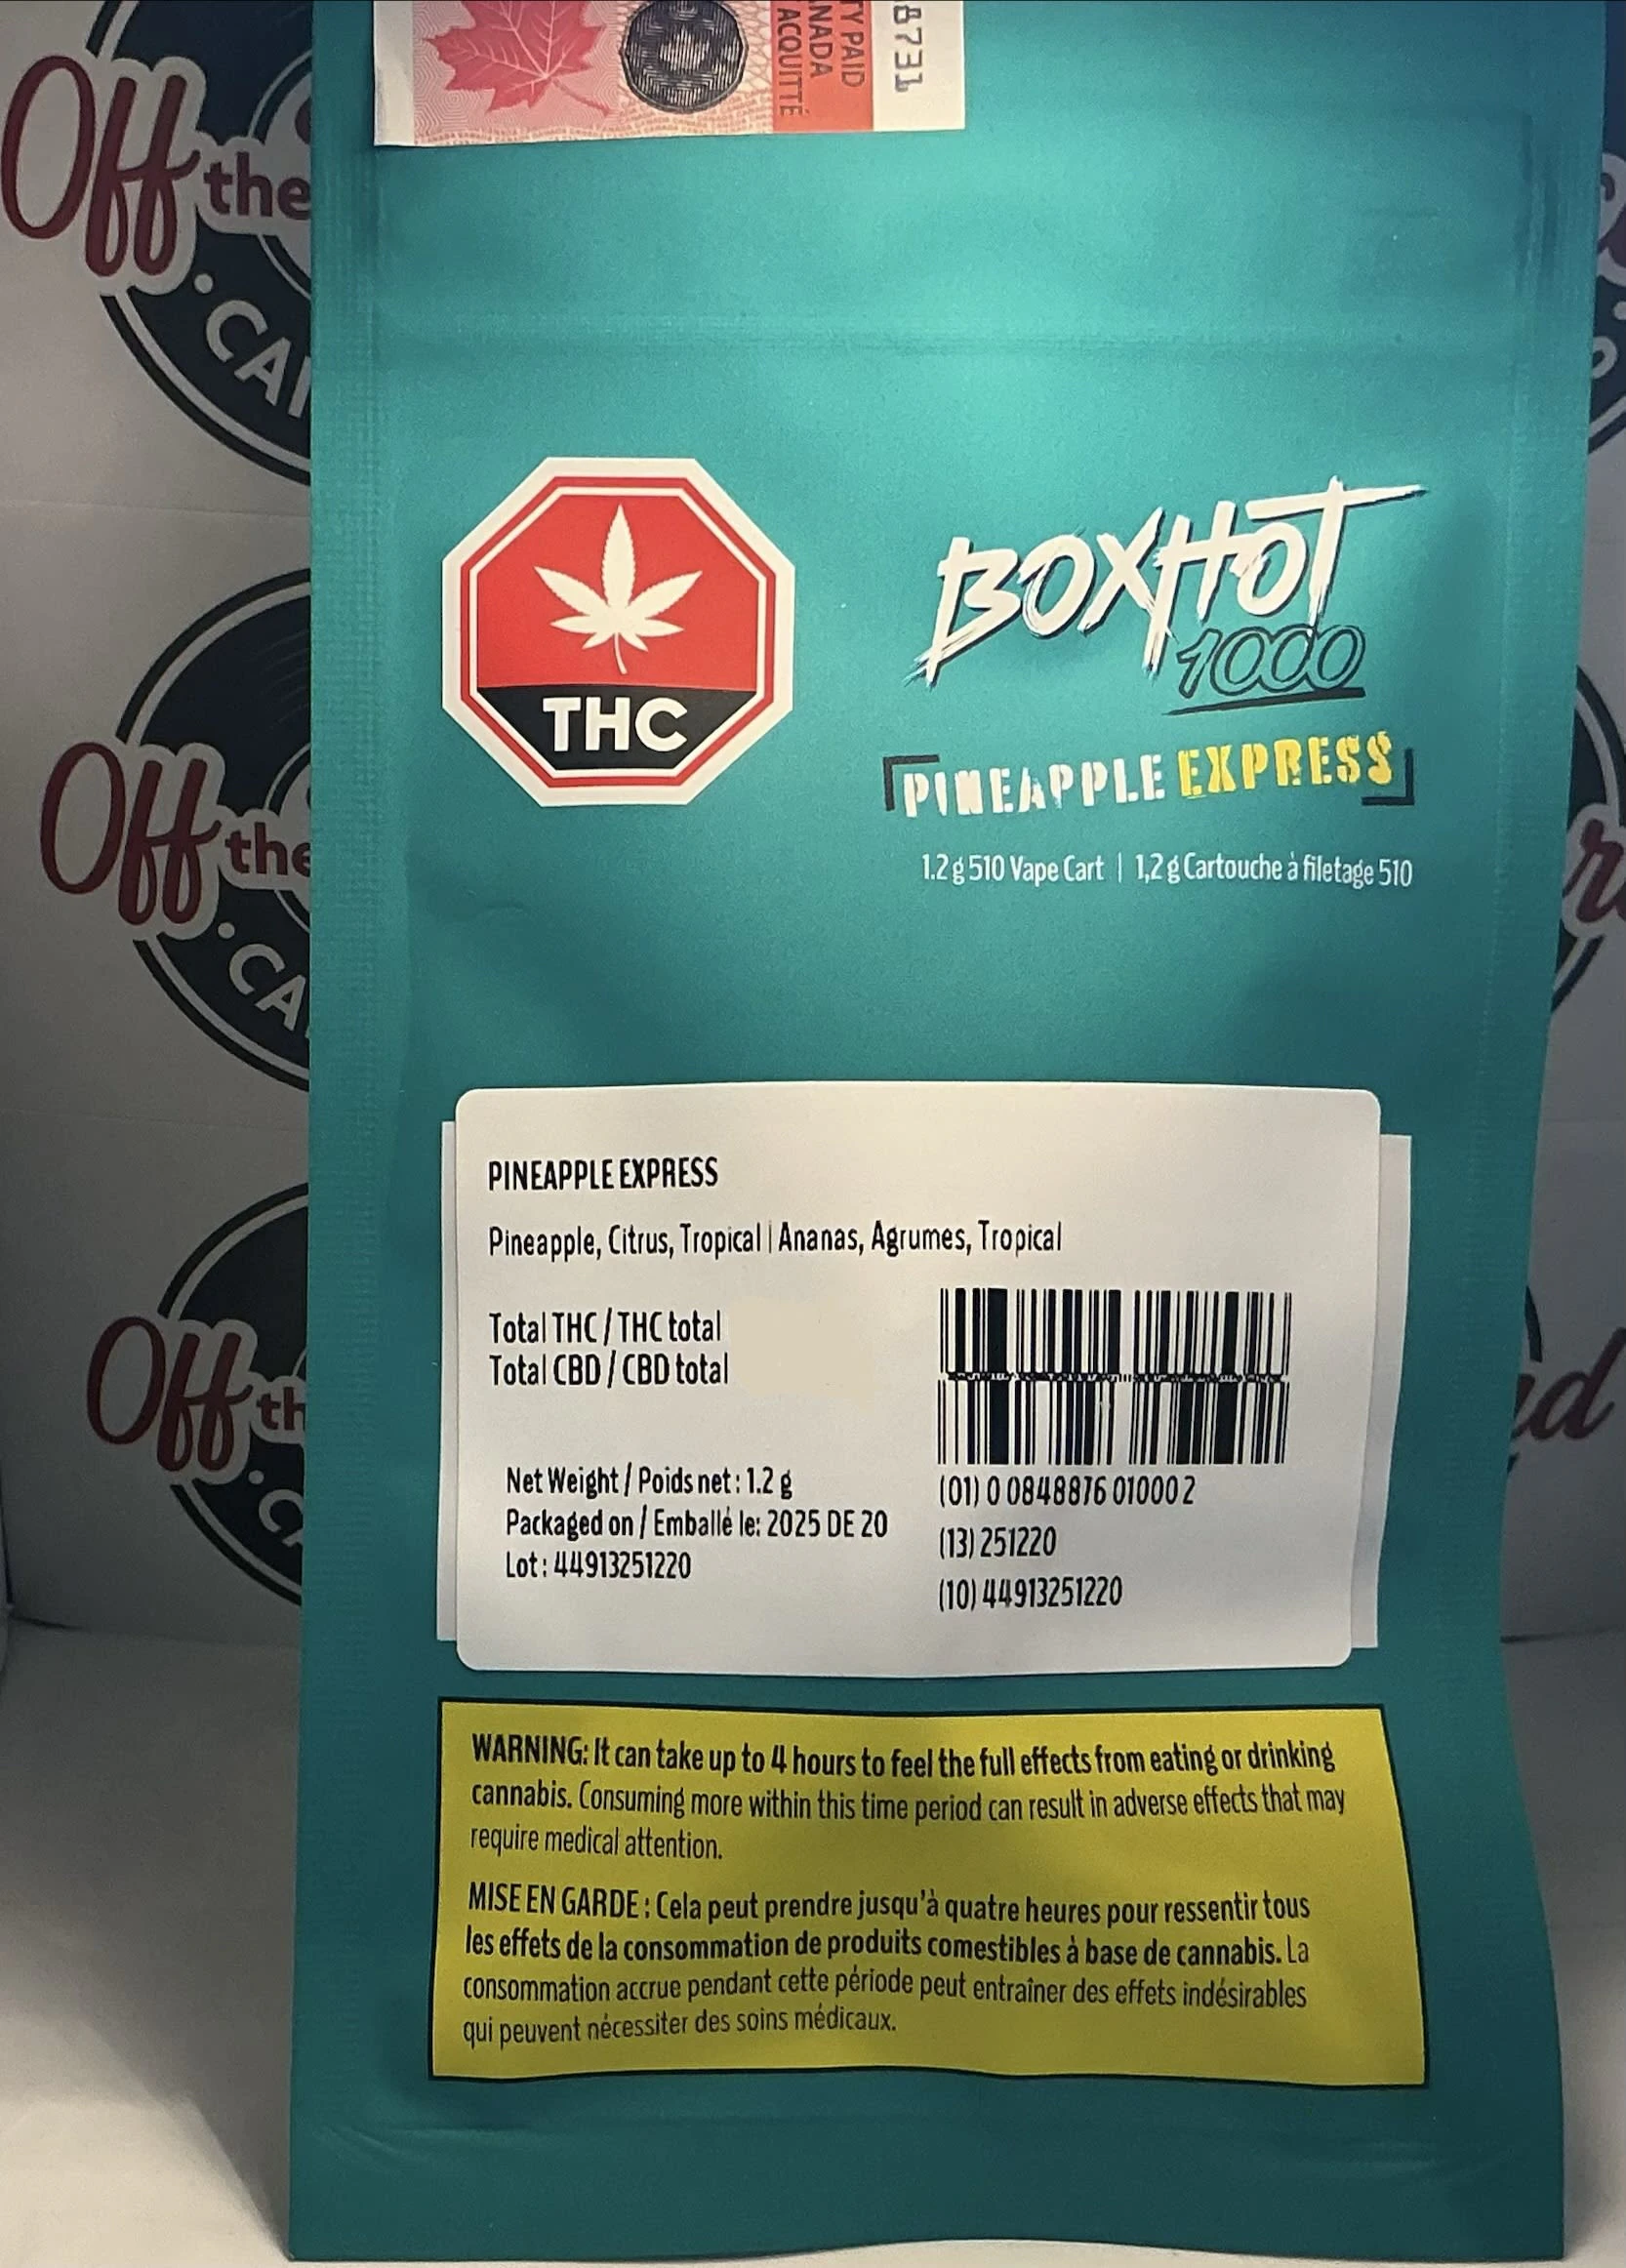 8731
TY PAID
NADA
ACQUITTÉ
Off the
.CA
Off the
.CA
Off th
.CA
THC
BOXHOT
1000
PINEAPPLE EXPRESS
1.2 g 510 Vape Cart | 1,2 g Cartouche à filetage 510
PINEAPPLE EXPRESS
Pineapple, Citrus, Tropical | Ananas, Agrumes, Tropical
Total THC / THC total
Total CBD / CBD total
Net Weight / Poids net : 1.2 g
Packaged on / Emballé le: 2025 DE 20
Lot : 44913251220
(01) 0 0848876 01000 2
(13) 251220
(10) 44913251220
WARNING: It can take up to 4 hours to feel the full effects from eating or drinking
cannabis. Consuming more within this time period can result in adverse effects that may
require medical attention.
MISE EN GARDE : Cela peut prendre jusqu'à quatre heures pour ressentir tous
les effets de la consommation de produits comestibles à base de cannabis. La
consommation accrue pendant cette période peut entraîner des effets indésirables
qui peuvent nécessiter des soins médicaux.